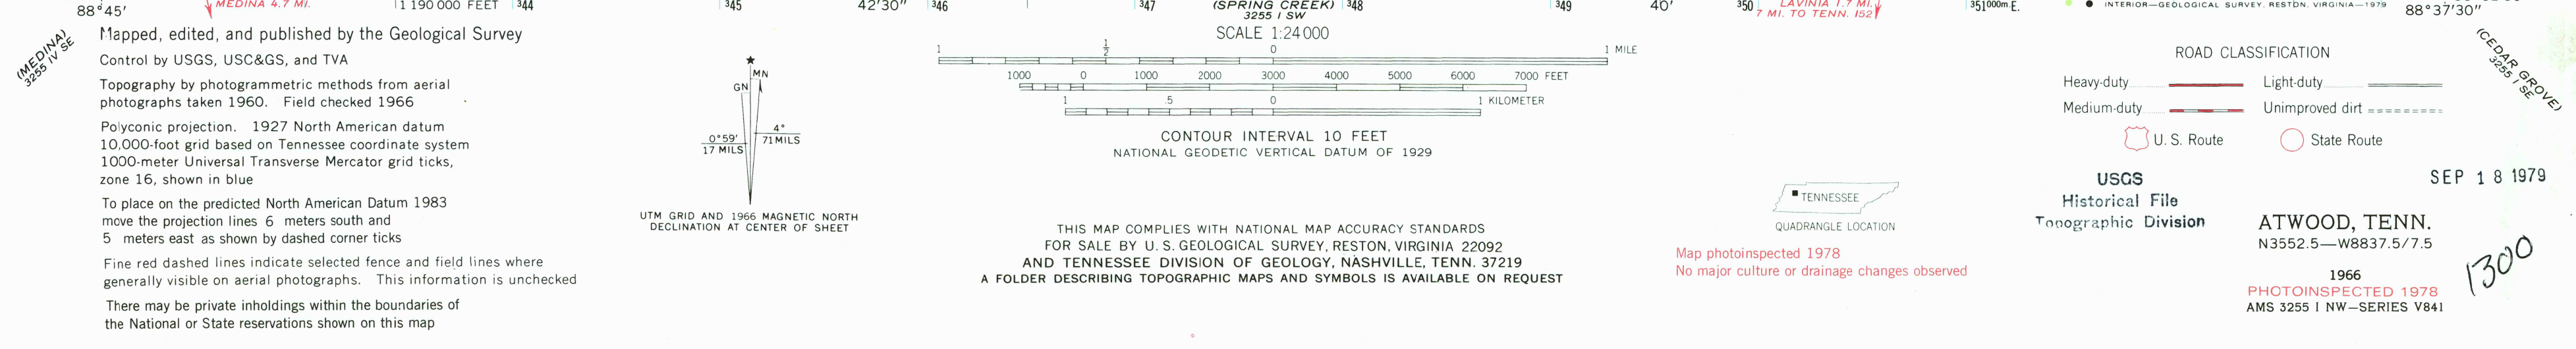 88°45′
MEDINA 4.7 MI.
1 190 000 FEET
344
345
42′30″
346
347
(SPRING CREEK)
3255 I SW
348
349
40′
350
LAVINIA 1.7 MI.
7 MI. TO TENN. 152
351000m.E.
INTERIOR—GEOLOGICAL SURVEY, RESTON, VIRGINIA—1979
88°37′30″
(MEDINA)
3255 IV SE
Mapped, edited, and published by the Geological Survey
Control by USGS, USC&GS, and TVA
Topography by photogrammetric methods from aerial
photographs taken 1960. Field checked 1966
Polyconic projection. 1927 North American datum
10,000-foot grid based on Tennessee coordinate system
1000-meter Universal Transverse Mercator grid ticks,
zone 16, shown in blue
To place on the predicted North American Datum 1983
move the projection lines 6 meters south and
5 meters east as shown by dashed corner ticks
Fine red dashed lines indicate selected fence and field lines where
generally visible on aerial photographs. This information is unchecked
There may be private inholdings within the boundaries of
the National or State reservations shown on this map
★
MN
GN
0°59′
17 MILS
4°
71 MILS
UTM GRID AND 1966 MAGNETIC NORTH
DECLINATION AT CENTER OF SHEET
SCALE 1:24 000
1 ½ 0 1 MILE
1000 0 1000 2000 3000 4000 5000 6000 7000 FEET
1 .5 0 1 KILOMETER
CONTOUR INTERVAL 10 FEET
NATIONAL GEODETIC VERTICAL DATUM OF 1929
THIS MAP COMPLIES WITH NATIONAL MAP ACCURACY STANDARDS
FOR SALE BY U. S. GEOLOGICAL SURVEY, RESTON, VIRGINIA 22092
AND TENNESSEE DIVISION OF GEOLOGY, NASHVILLE, TENN. 37219
A FOLDER DESCRIBING TOPOGRAPHIC MAPS AND SYMBOLS IS AVAILABLE ON REQUEST
TENNESSEE
QUADRANGLE LOCATION
Map photoinspected 1978
No major culture or drainage changes observed
(CEDAR GROVE)
3255 I SE
ROAD CLASSIFICATION
Heavy-duty Light-duty
Medium-duty Unimproved dirt
U. S. Route State Route
USGS
Historical File
Topographic Division
SEP 18 1979
ATWOOD, TENN.
N3552.5—W8837.5/7.5
1966
PHOTOINSPECTED 1978
AMS 3255 I NW—SERIES V841
1300